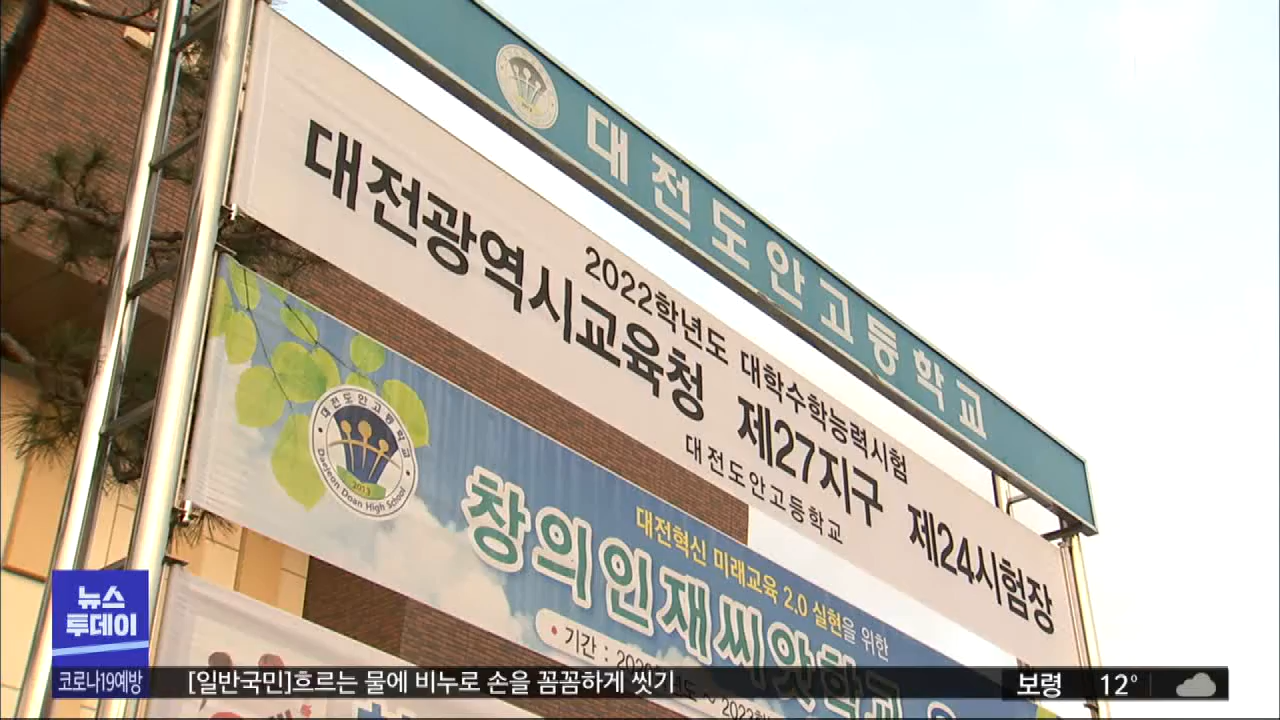 대전도안고등학교
2022학년도 대학수학능력시험
대전광역시교육청 제27지구 제24시험장
대전도안고등학교
대전도안고등학교
Daejeon Doan High School
2013
대전혁신 미래교육 2.0 실현을 위한
창의인재씨앗학교
기간 :
뉴스
투데이
코로나19예방
[일반국민]흐르는 물에 비누로 손을 꼼꼼하게 씻기
보령 12°